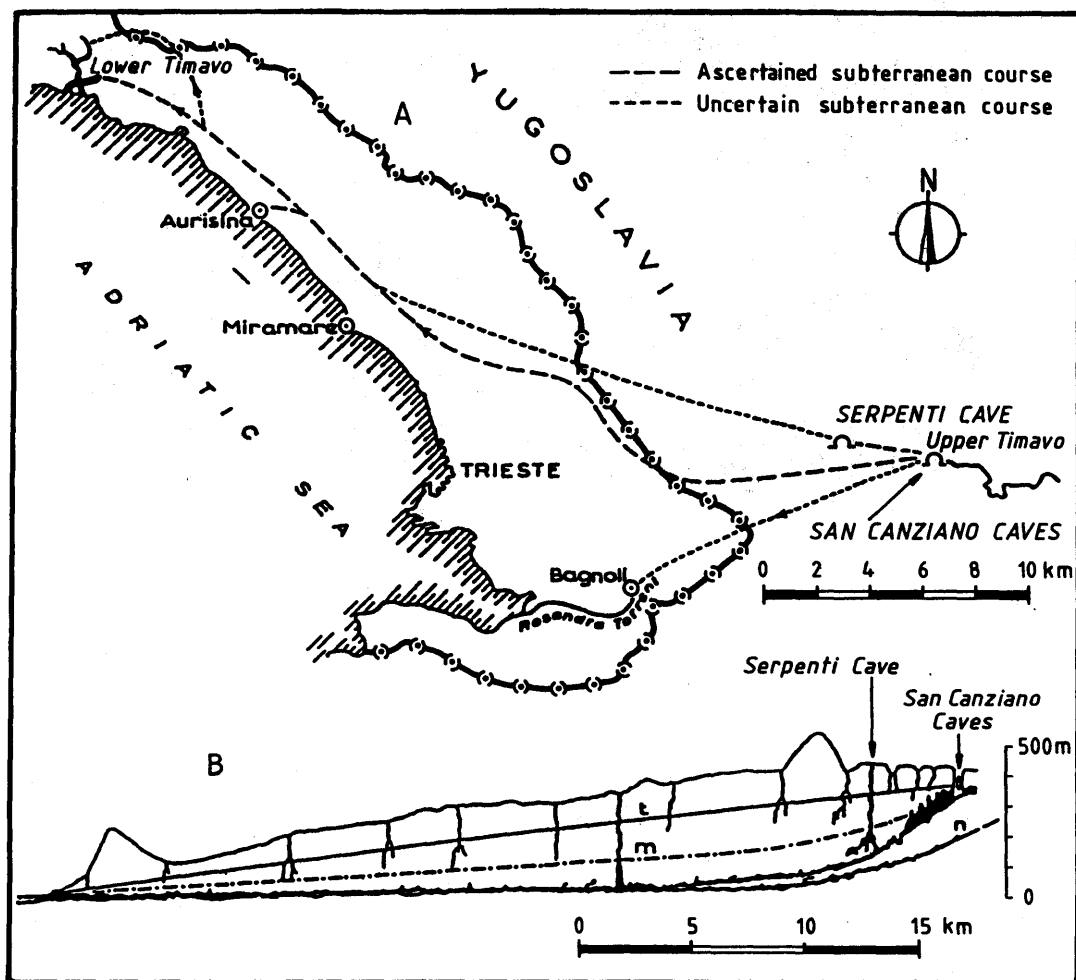 Lower Timavo
A
YUGOSLAVIA
Ascertained subterranean course
Uncertain subterranean course
N
Aurisina
ADRIATIC SEA
Miramare
SERPENTI CAVE
Upper Timavo
TRIESTE
SAN CANZIANO CAVES
Bagnoli
0 2 4 6 8 10 km
Rosandra
Serpenti Cave
San Canziano
Caves
B
500m
t
m
n
0
0 5 10 15 km